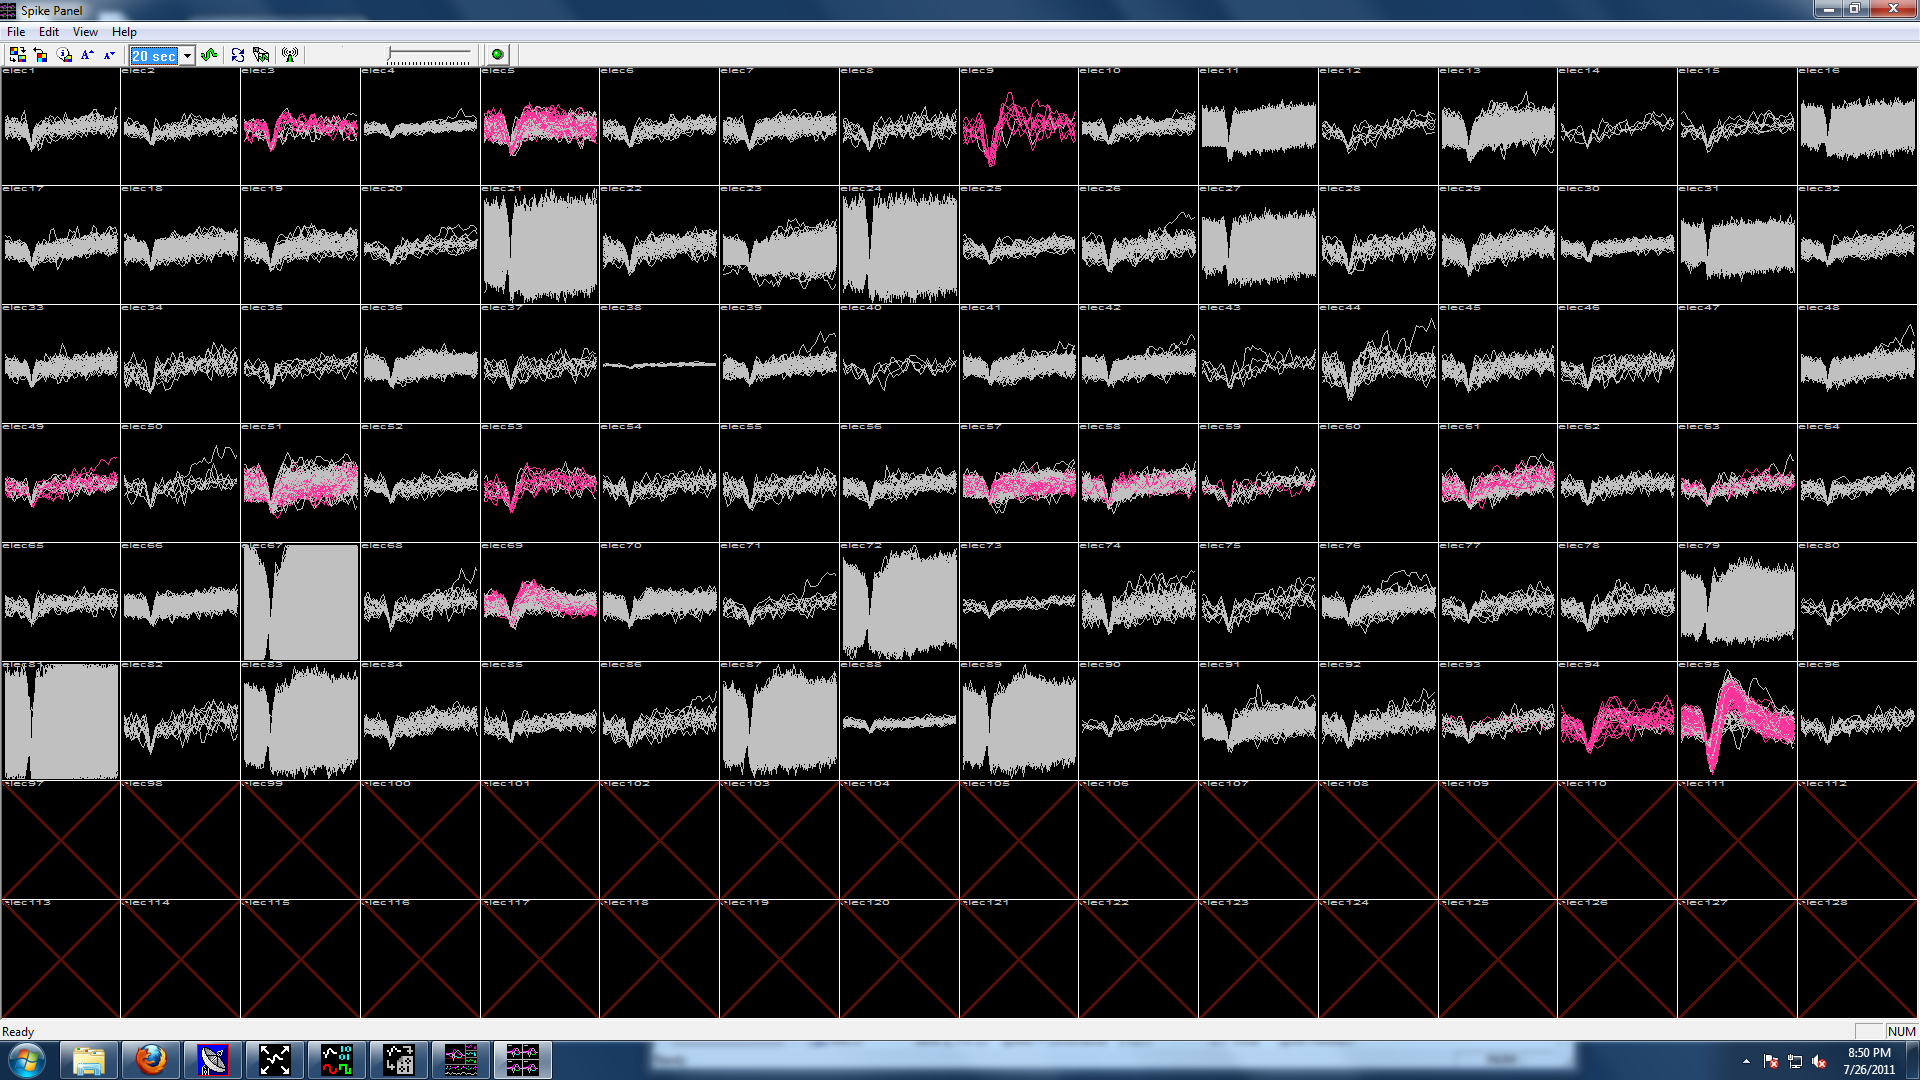 Spike Panel
File Edit View Help
20 sec
elec1 elec2 elec3 elec4 elec5 elec6 elec7 elec8 elec9 elec10 elec11 elec12 elec13 elec14 elec15 elec16
elec17 elec18 elec19 elec20 elec21 elec22 elec23 elec24 elec25 elec26 elec27 elec28 elec29 elec30 elec31 elec32
elec33 elec34 elec35 elec36 elec37 elec38 elec39 elec40 elec41 elec42 elec43 elec44 elec45 elec46 elec47 elec48
elec49 elec50 elec51 elec52 elec53 elec54 elec55 elec56 elec57 elec58 elec59 elec60 elec61 elec62 elec63 elec64
elec65 elec66 elec67 elec68 elec69 elec70 elec71 elec72 elec73 elec74 elec75 elec76 elec77 elec78 elec79 elec80
elec81 elec82 elec83 elec84 elec85 elec86 elec87 elec88 elec89 elec90 elec91 elec92 elec93 elec94 elec95 elec96
elec97 elec98 elec99 elec100 elec101 elec102 elec103 elec104 elec105 elec106 elec107 elec108 elec109 elec110 elec111 elec112
elec113 elec114 elec115 elec116 elec117 elec118 elec119 elec120 elec121 elec122 elec123 elec124 elec125 elec126 elec127 elec128
Ready NUM
8:50 PM
7/26/2011